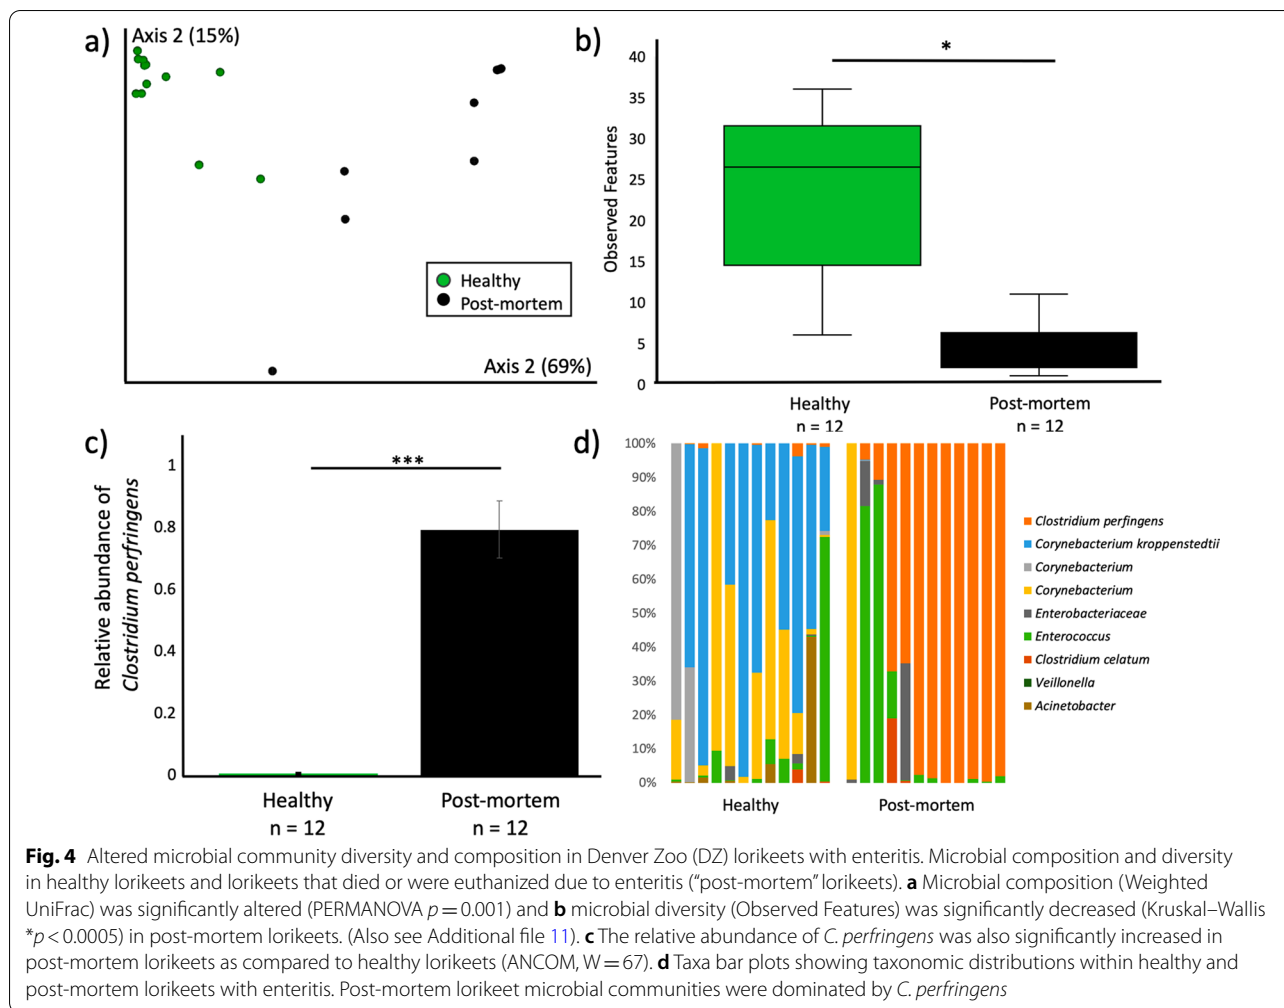 a)
Axis 2 (15%)
Healthy
Post-mortem
Axis 2 (69%)
b)
*
Observed Features
40
35
30
25
20
15
10
5
0
Healthy
n = 12
Post-mortem
n = 12
c)
***
Relative abundance of
Clostridium perfringens
1
0.8
0.6
0.4
0.2
0
Healthy
n = 12
Post-mortem
n = 12
d)
100%
90%
80%
70%
60%
50%
40%
30%
20%
10%
0%
Healthy
Post-mortem
Clostridium perfingens
Corynebacterium kroppenstedtii
Corynebacterium
Corynebacterium
Enterobacteriaceae
Enterococcus
Clostridium celatum
Veillonella
Acinetobacter
Fig. 4 Altered microbial community diversity and composition in Denver Zoo (DZ) lorikeets with enteritis. Microbial composition and diversity
in healthy lorikeets and lorikeets that died or were euthanized due to enteritis (“post-mortem” lorikeets). a Microbial composition (Weighted
UniFrac) was significantly altered (PERMANOVA p = 0.001) and b microbial diversity (Observed Features) was significantly decreased (Kruskal–Wallis
*p < 0.0005) in post-mortem lorikeets. (Also see Additional file 11). c The relative abundance of C. perfringens was also significantly increased in
post-mortem lorikeets as compared to healthy lorikeets (ANCOM, W = 67). d Taxa bar plots showing taxonomic distributions within healthy and
post-mortem lorikeets with enteritis. Post-mortem lorikeet microbial communities were dominated by C. perfringens